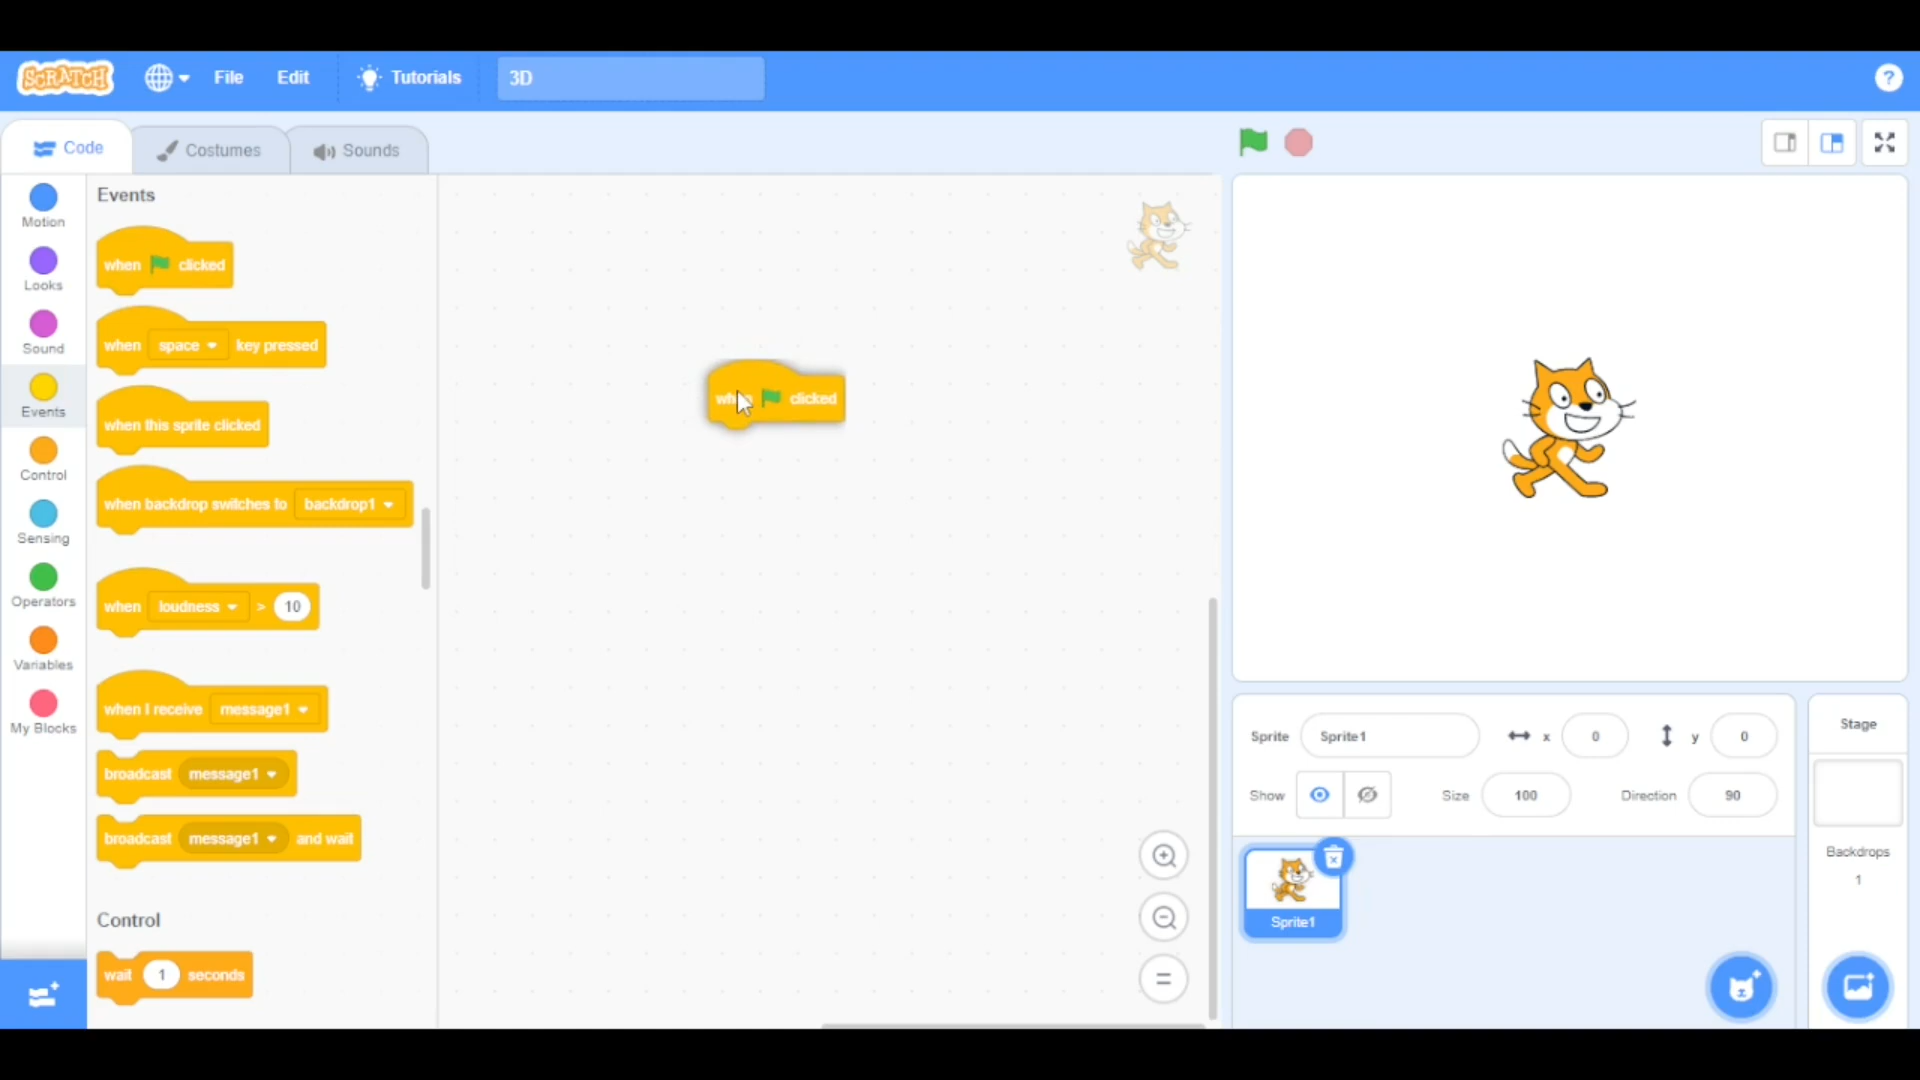 SCRATCH File Edit Tutorials 3D ?
Code Costumes Sounds
Motion
Looks
Sound
Events
Control
Sensing
Operators
Variables
My Blocks
Events
when clicked
when space key pressed
when this sprite clicked
when backdrop switches to backdrop1
when loudness > 10
when I receive message1
broadcast message1
broadcast message1 and wait
Control
wait 1 seconds
when clicked
Sprite Sprite1 x 0 y 0
Show Size 100 Direction 90
Sprite1
Stage
Backdrops
1